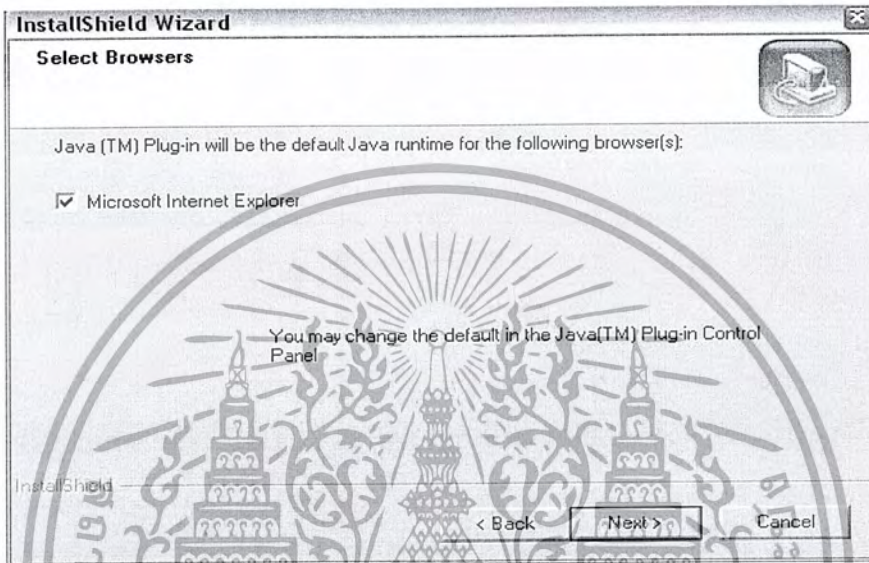 InstallShield Wizard
Select Browsers
Java (TM) Plug-in will be the default Java runtime for the following browser(s):
Microsoft Internet Explorer
You may change the default in the Java(TM) Plug-in Control
Panel
InstallShield
< Back Next > Cancel